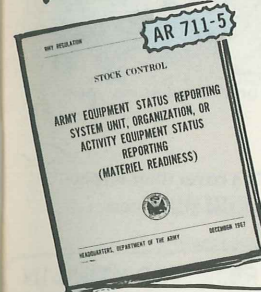 AR 711-5
ARMY REGULATION
STOCK CONTROL
ARMY EQUIPMENT STATUS REPORTING
SYSTEM UNIT, ORGANIZATION, OR
ACTIVITY EQUIPMENT STATUS
REPORTING
(MATERIEL READINESS)
HEADQUARTERS, DEPARTMENT OF THE ARMY
DECEMBER 1967